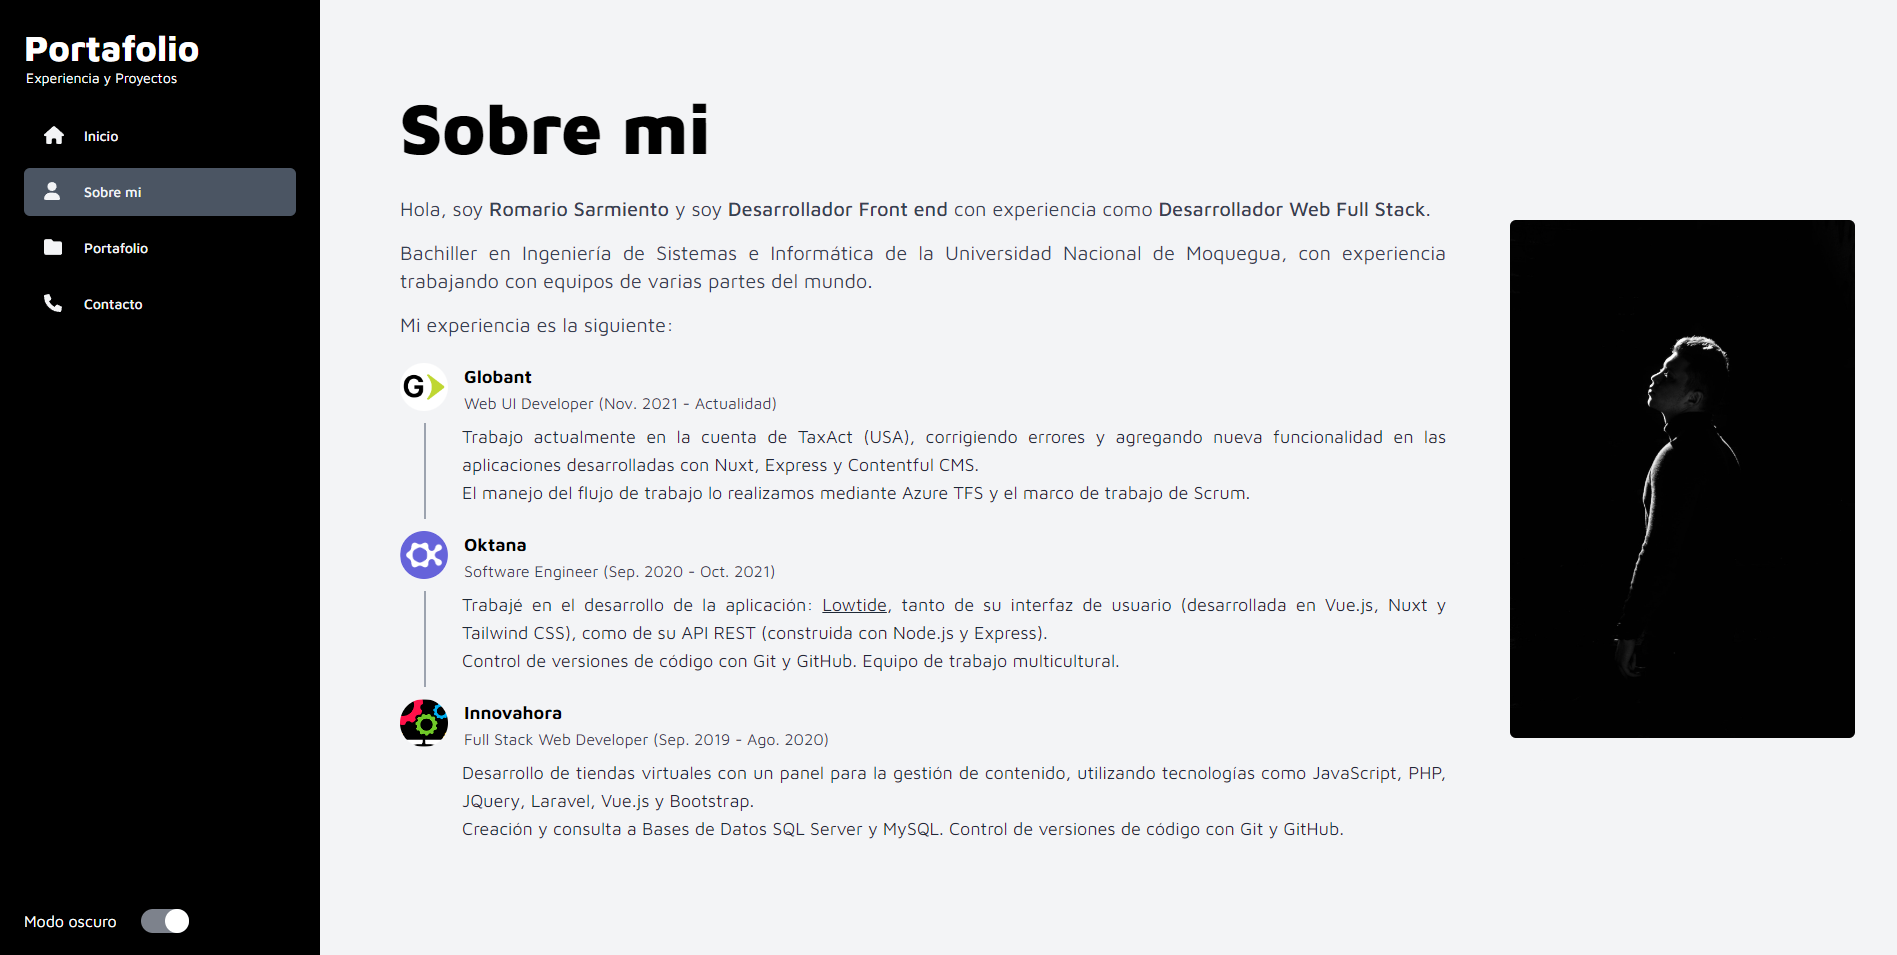 Portafolio
Experiencia y Proyectos
Inicio
Sobre mi
Portafolio
Contacto
Modo oscuro
Sobre mi
Hola, soy Romario Sarmiento y soy Desarrollador Front end con experiencia como Desarrollador Web Full Stack.
Bachiller en Ingeniería de Sistemas e Informática de la Universidad Nacional de Moquegua, con experiencia
trabajando con equipos de varias partes del mundo.
Mi experiencia es la siguiente:
G
Globant
Web UI Developer (Nov. 2021 - Actualidad)
Trabajo actualmente en la cuenta de TaxAct (USA), corrigiendo errores y agregando nueva funcionalidad en las
aplicaciones desarrolladas con Nuxt, Express y Contentful CMS.
El manejo del flujo de trabajo lo realizamos mediante Azure TFS y el marco de trabajo de Scrum.
Oktana
Software Engineer (Sep. 2020 - Oct. 2021)
Trabajé en el desarrollo de la aplicación: Lowtide, tanto de su interfaz de usuario (desarrollada en Vue.js, Nuxt y
Tailwind CSS), como de su API REST (construida con Node.js y Express).
Control de versiones de código con Git y GitHub. Equipo de trabajo multicultural.
Innovahora
Full Stack Web Developer (Sep. 2019 - Ago. 2020)
Desarrollo de tiendas virtuales con un panel para la gestión de contenido, utilizando tecnologías como JavaScript, PHP,
JQuery, Laravel, Vue.js y Bootstrap.
Creación y consulta a Bases de Datos SQL Server y MySQL. Control de versiones de código con Git y GitHub.